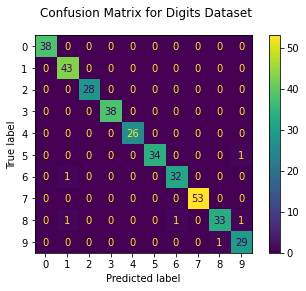 Confusion Matrix for Digits Dataset
0 38 0 0 0 0 0 0 0 0 0
1 0 43 0 0 0 0 0 0 0 0
2 0 0 28 0 0 0 0 0 0 0
3 0 0 0 38 0 0 0 0 0 0
4 0 0 0 0 26 0 0 0 0 0
5 0 0 0 0 0 34 0 0 0 1
6 0 1 0 0 0 0 32 0 0 0
7 0 0 0 0 0 0 0 53 0 0
8 0 1 0 0 0 0 1 0 33 1
9 0 0 0 0 0 0 0 0 1 29
0 1 2 3 4 5 6 7 8 9
Predicted label
True label
50
40
30
20
10
0